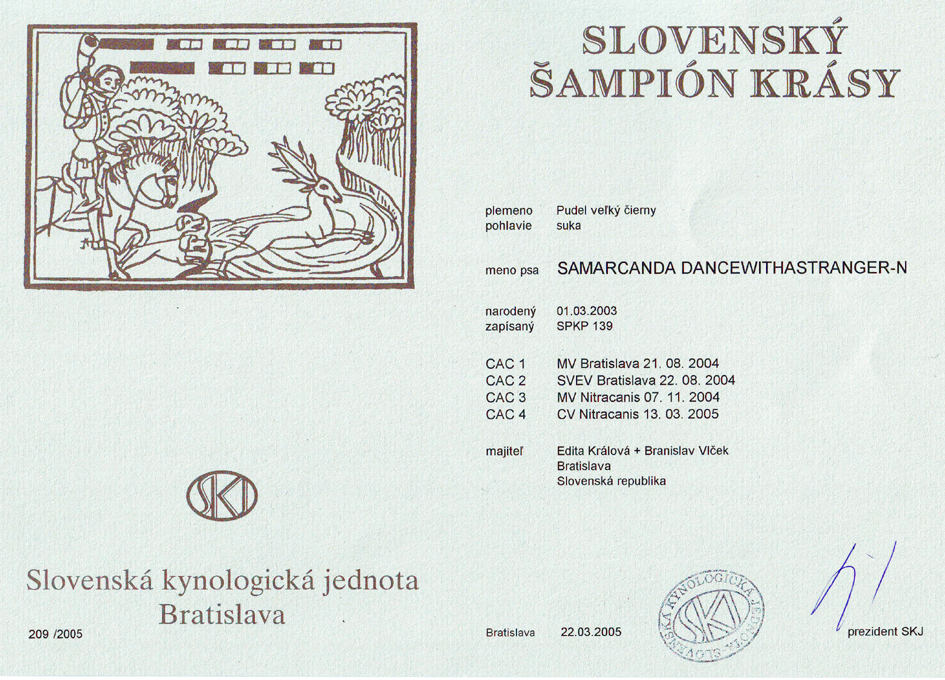 SLOVENSKÝ
ŠAMPIÓN KRÁSY
plemeno Pudel veľký čierny
pohlavie suka
meno psa SAMARCANDA DANCEWITHASTRANGER-N
narodený 01.03.2003
zapísaný SPKP 139
CAC 1 MV Bratislava 21. 08. 2004
CAC 2 SVEV Bratislava 22. 08. 2004
CAC 3 MV Nitracanis 07. 11. 2004
CAC 4 CV Nitracanis 13. 03. 2005
majiteľ Edita Králová + Branislav Vlček
Bratislava
Slovenská republika
SKJ
Slovenská kynologická jednota
Bratislava
209 /2005
Bratislava 22.03.2005
SLOVENSKÁ KYNOLOGICKÁ JEDNOTA
SKJ
prezident SKJ